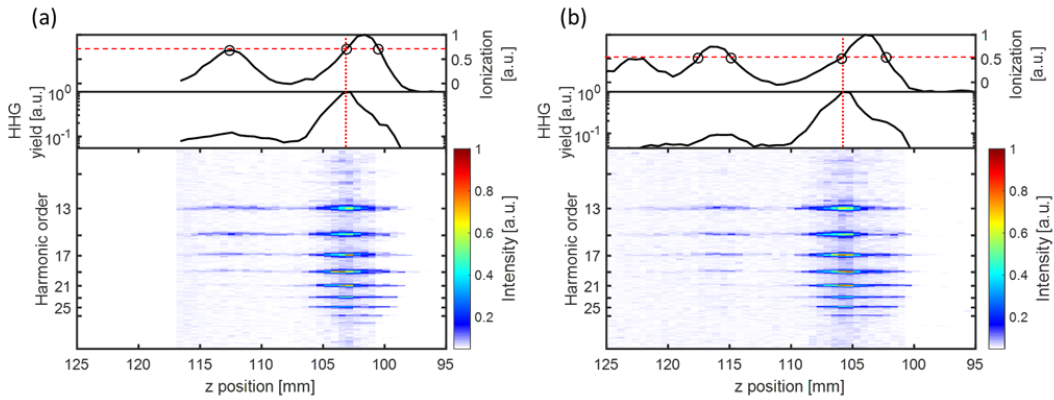 (a)
1
0.5
0
Ionization
[a.u.]
10^0
10^-1
HHG
yield [a.u.]
Harmonic order
13
17
21
25
1
0.8
0.6
0.4
0.2
Intensity [a.u.]
125 120 115 110 105 100 95
z position [mm]
(b)
1
0.5
0
Ionization
[a.u.]
10^0
10^-1
HHG
yield [a.u.]
Harmonic order
13
17
21
25
1
0.8
0.6
0.4
0.2
Intensity [a.u.]
125 120 115 110 105 100 95
z position [mm]